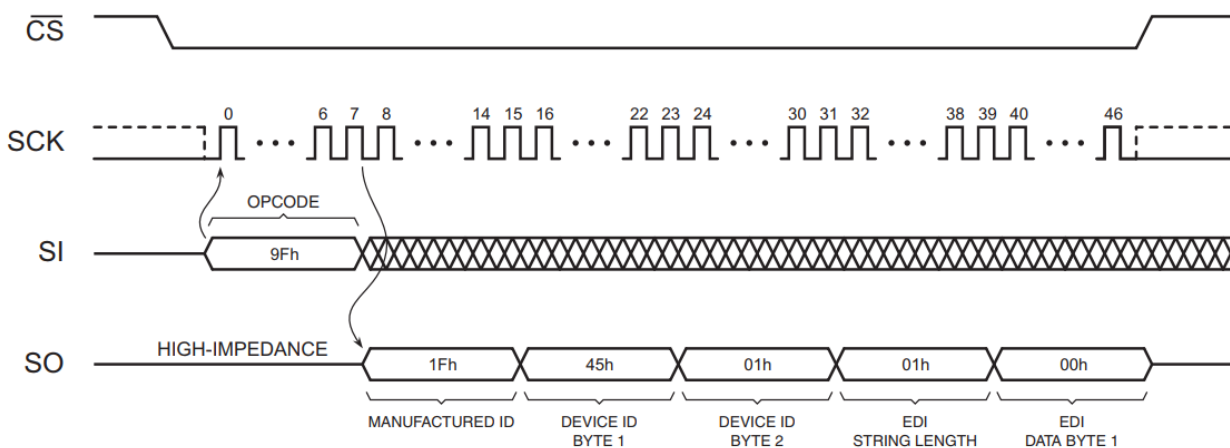 CS
0 6 7 8 14 15 16 22 23 24 30 31 32 38 39 40 46
SCK
OPCODE
SI
9Fh
HIGH-IMPEDANCE
SO
1Fh 45h 01h 01h 00h
MANUFACTURED ID
DEVICE ID
BYTE 1
DEVICE ID
BYTE 2
EDI
STRING LENGTH
EDI
DATA BYTE 1